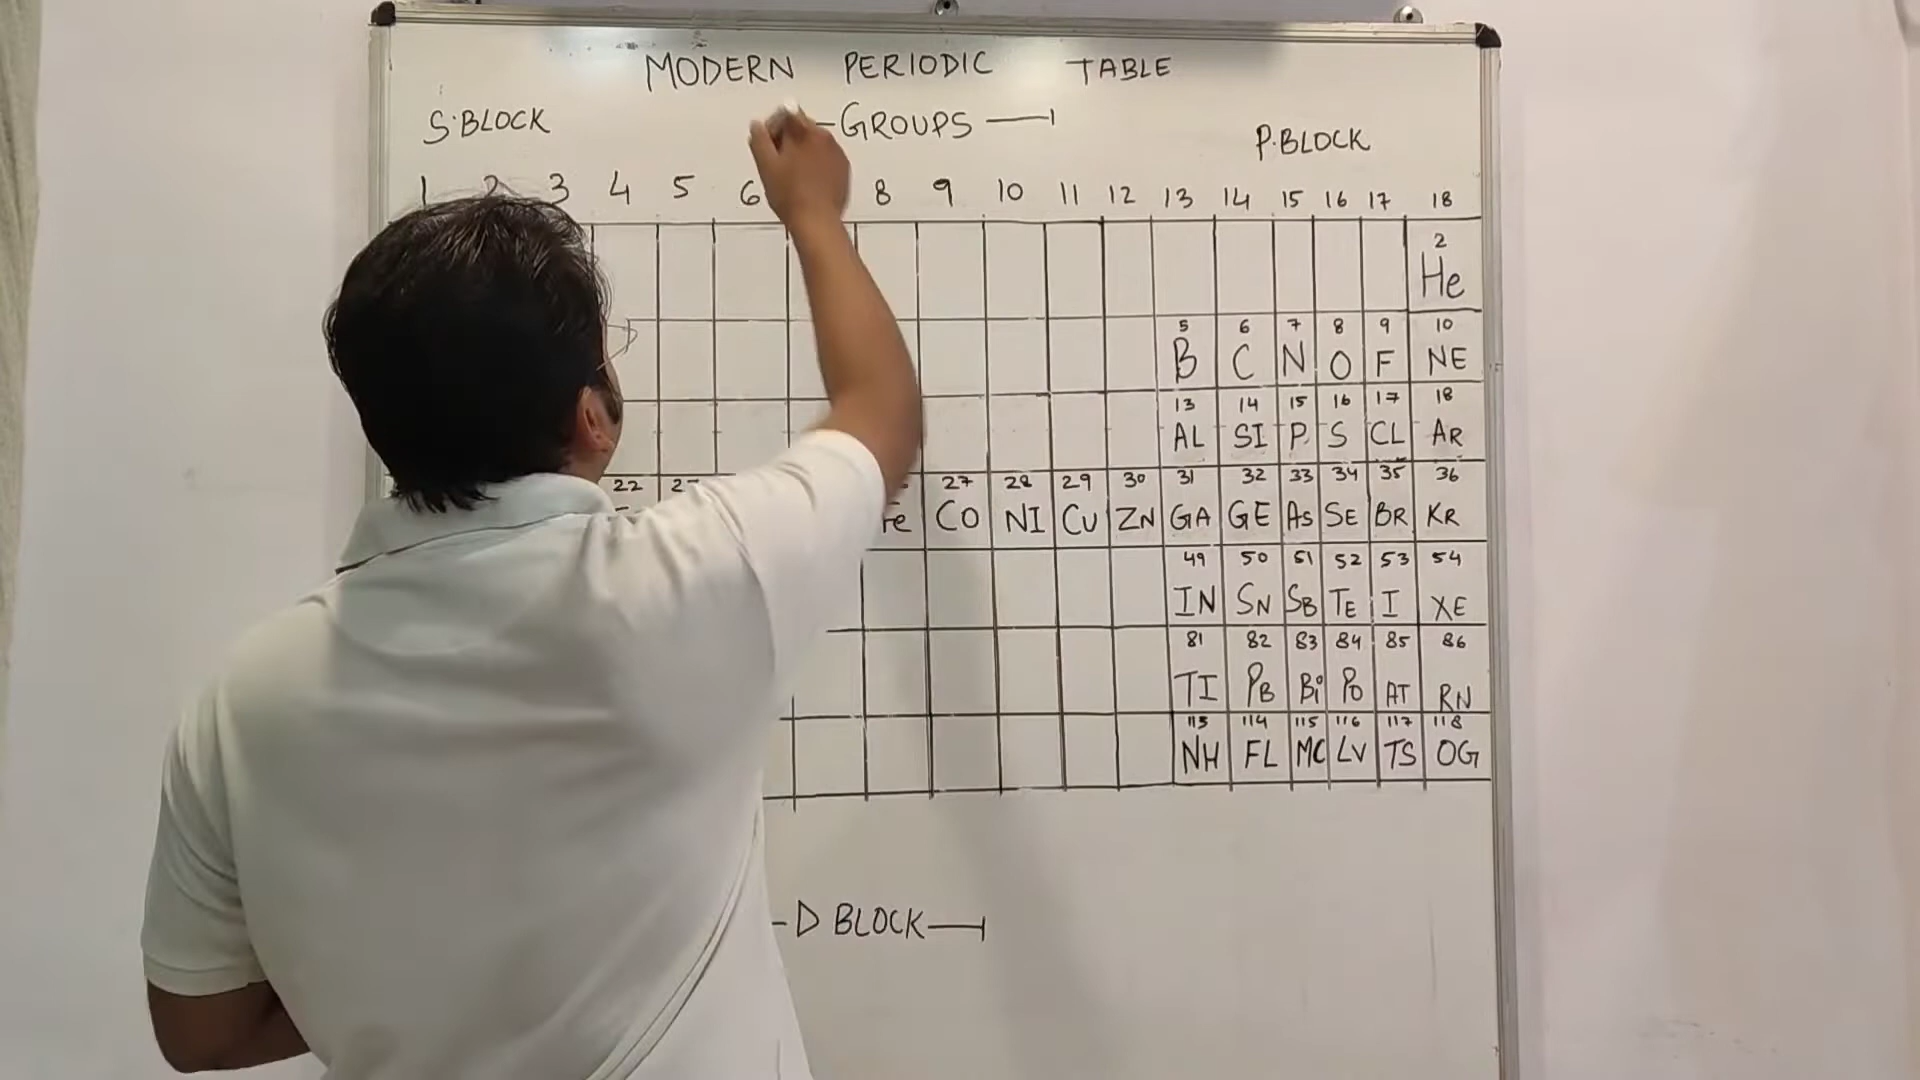 MODERN PERIODIC TABLE
S·BLOCK GROUPS P·BLOCK
1 2 3 4 5 6 8 9 10 11 12 13 14 15 16 17 18
2
He
5 6 7 8 9 10
B C N O F NE
13 14 15 16 17 18
AL SI P S CL AR
22 27 28 29 30 31 32 33 34 35 36
Fe CO NI CU ZN GA GE AS SE BR KR
49 50 51 52 53 54
IN SN SB TE I XE
81 82 83 84 85 86
TI PB Bi PO AT RN
113 114 115 116 117 118
NH FL MC LV TS OG
D BLOCK